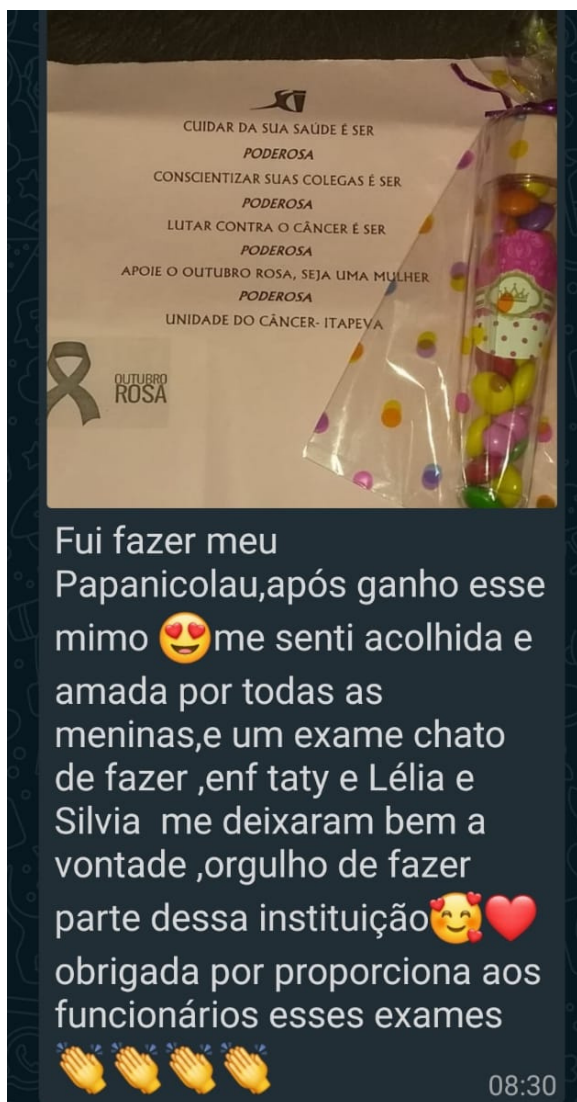 CUIDAR DA SUA SAÚDE É SER
PODEROSA
CONSCIENTIZAR SUAS COLEGAS É SER
PODEROSA
LUTAR CONTRA O CÂNCER É SER
PODEROSA
APOIE O OUTUBRO ROSA, SEJA UMA MULHER
PODEROSA
UNIDADE DO CÂNCER- ITAPEVA
OUTUBRO
ROSA
Fui fazer meu
Papanicolau,após ganho esse
mimo 😍me senti acolhida e
amada por todas as
meninas,e um exame chato
de fazer ,enf taty e Lélia e
Silvia me deixaram bem a
vontade ,orgulho de fazer
parte dessa instituição🥰❤️
obrigada por proporciona aos
funcionários esses exames
👏👏👏👏
08:30